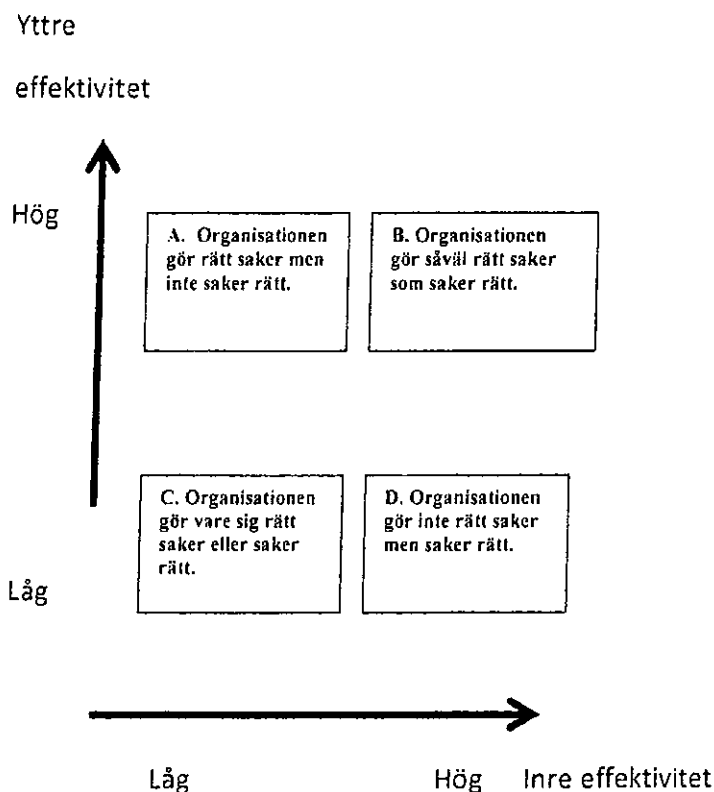 Yttre
effektivitet
Hög
A. Organisationen
gör rätt saker men
inte saker rätt.
B. Organisationen
gör såväl rätt saker
som saker rätt.
C. Organisationen
gör vare sig rätt
saker eller saker
rätt.
D. Organisationen
gör inte rätt saker
men saker rätt.
Låg
Låg
Hög
Inre effektivitet